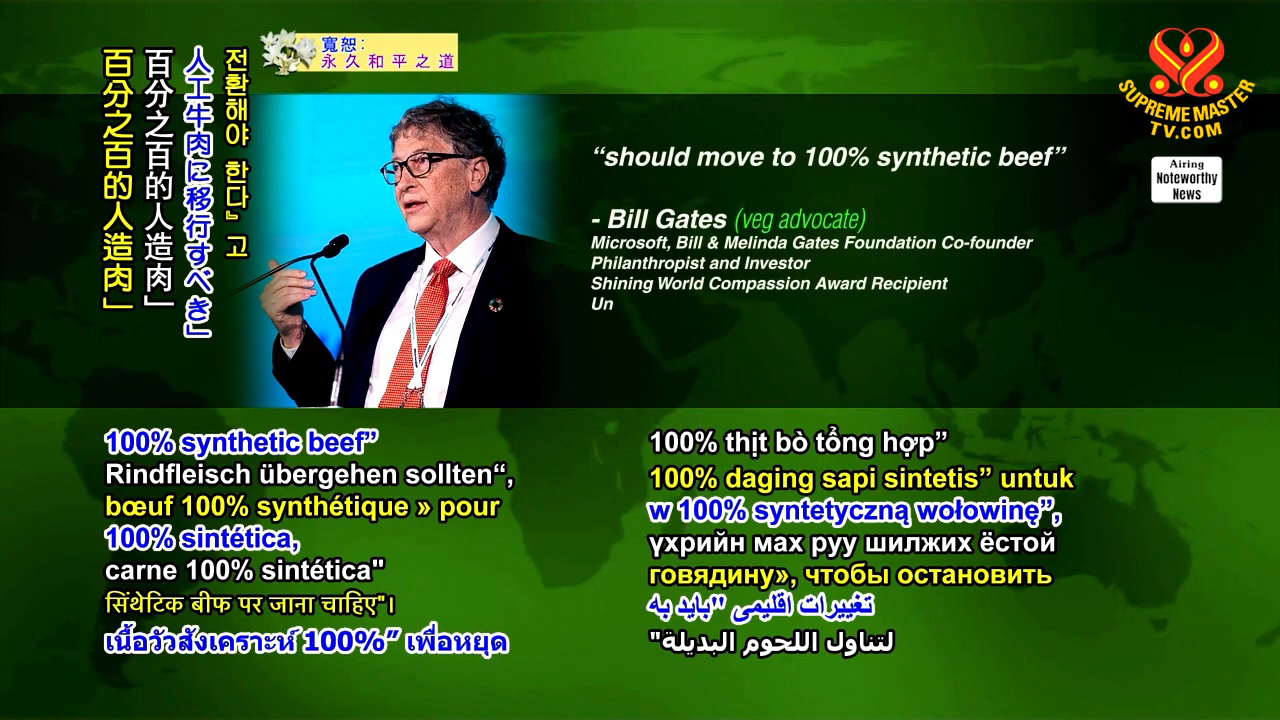 전환해야 한다』고
人工牛肉に移行すべき」
百分之百的人造肉」
百分之百的人造肉」
寬恕：
永久和平之道
SUPREME MASTER
TV.COM
Airing
Noteworthy
News
“should move to 100% synthetic beef”
- Bill Gates (veg advocate)
Microsoft, Bill & Melinda Gates Foundation Co-founder
Philanthropist and Investor
Shining World Compassion Award Recipient
Un
100% synthetic beef”
Rindfleisch übergehen sollten“,
bœuf 100% synthétique » pour
100% sintética,
carne 100% sintética"
सिंथेटिक बीफ पर जाना चाहिए"।
เนื้อวัวสังเคราะห์ 100%” เพื่อหยุด
100% thịt bò tổng hợp”
100% daging sapi sintetis” untuk
w 100% syntetyczną wołowinę”,
үхрийн мах руу шилжих ёстой
говядину», чтобы остановить
تغییرات اقلیمی "باید به
لتناول اللحوم البديلة"